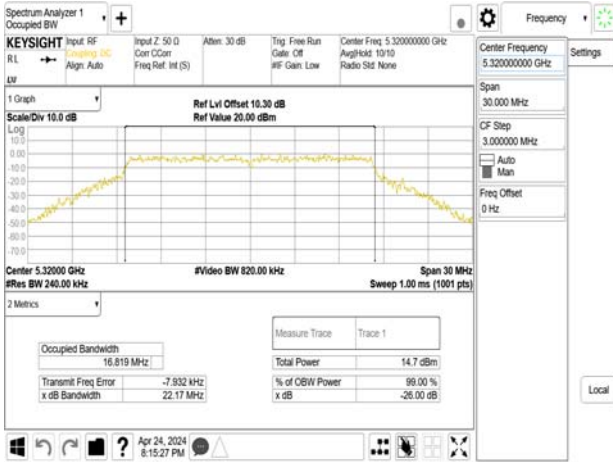 Spectrum Analyzer 1
Occupied BW
+
Frequency
KEYSIGHT
RL
LU
Input: RF
Coupling: DC
Align: Auto
Input Z: 50 Ω
Corr CCorr
Freq Ref: Int (S)
Atten: 30 dB
Trig: Free Run
Gate: Off
#IF Gain: Low
Center Freq: 5.320000000 GHz
Avg|Hold: 10/10
Radio Std: None
Center Frequency
5.320000000 GHz
Settings
Span
30.000 MHz
CF Step
3.000000 MHz
Auto
Man
Freq Offset
0 Hz
Local
1 Graph
Scale/Div 10.0 dB
Ref Lvl Offset 10.30 dB
Ref Value 20.00 dBm
Log
10.0
0.00
-10.0
-20.0
-30.0
-40.0
-50.0
-60.0
-70.0
Center 5.32000 GHz
#Res BW 240.00 kHz
#Video BW 820.00 kHz
Span 30 MHz
Sweep 1.00 ms (1001 pts)
2 Metrics
Measure Trace Trace 1
Occupied Bandwidth
16.819 MHz
Total Power 14.7 dBm
Transmit Freq Error -7.932 kHz
% of OBW Power 99.00 %
x dB Bandwidth 22.17 MHz
x dB -26.00 dB
?
Apr 24, 2024
8:15:27 PM